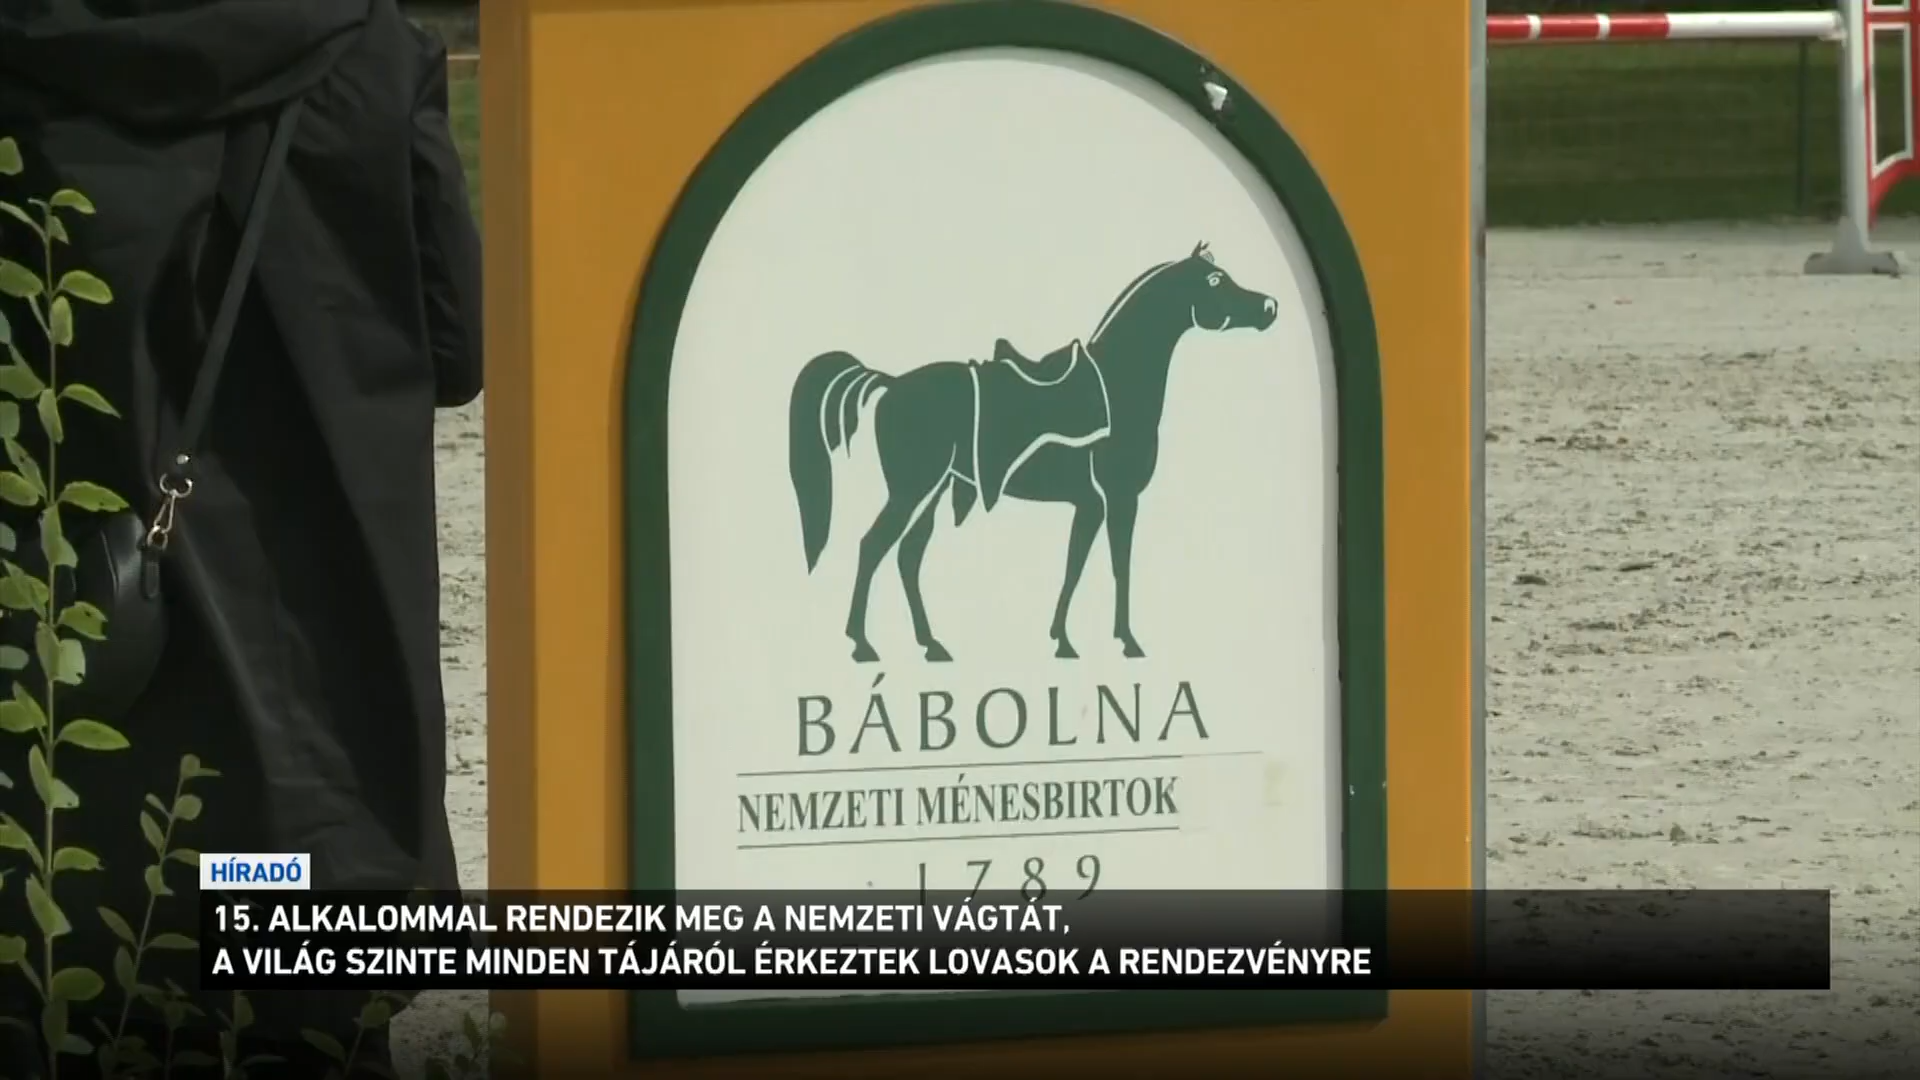 BÁBOLNA
NEMZETI MÉNESBIRTOK
1789
HÍRADÓ
15. ALKALOMMAL RENDEZIK MEG A NEMZETI VÁGTÁT,
A VILÁG SZINTE MINDEN TÁJÁRÓL ÉRKEZTEK LOVASOK A RENDEZVÉNYRE